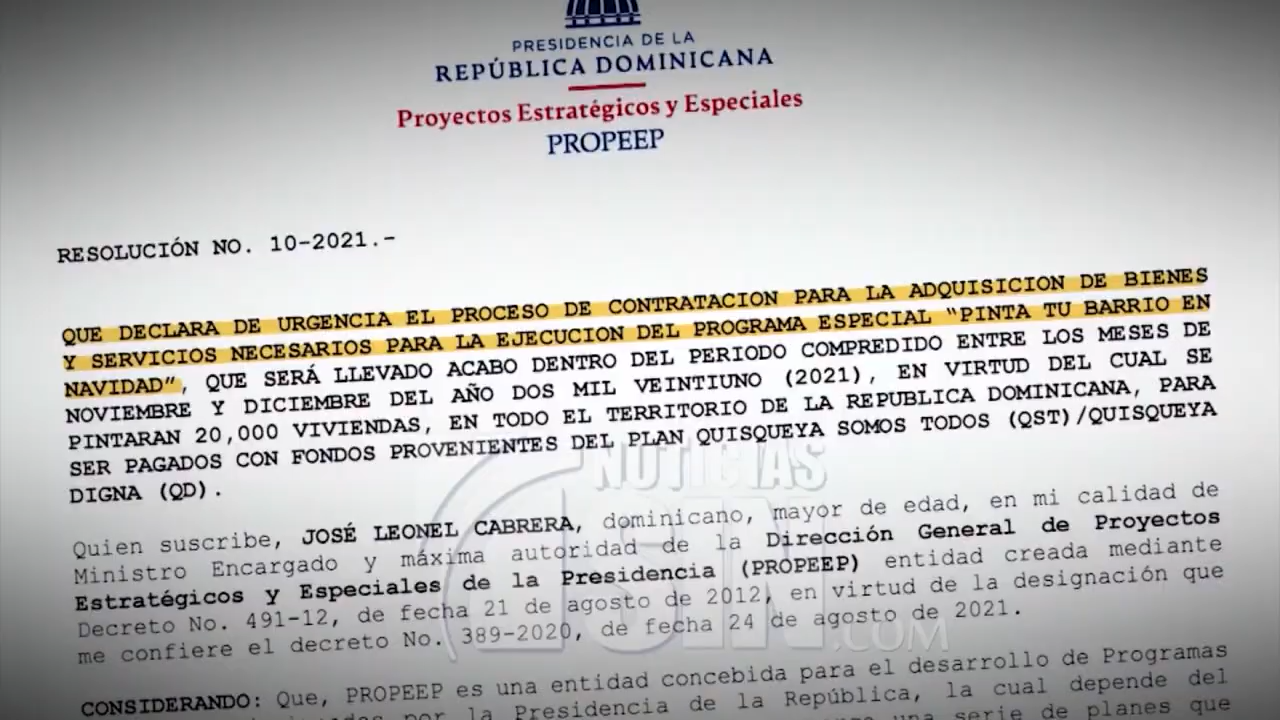 PRESIDENCIA DE LA
REPÚBLICA DOMINICANA
Proyectos Estratégicos y Especiales
PROPEEP
RESOLUCIÓN NO. 10-2021.-
QUE DECLARA DE URGENCIA EL PROCESO DE CONTRATACION PARA LA ADQUISICION DE BIENES
Y SERVICIOS NECESARIOS PARA LA EJECUCION DEL PROGRAMA ESPECIAL “PINTA TU BARRIO EN
NAVIDAD”, QUE SERÁ LLEVADO ACABO DENTRO DEL PERIODO COMPREDIDO ENTRE LOS MESES DE
NOVIEMBRE Y DICIEMBRE DEL AÑO DOS MIL VEINTIUNO (2021), EN VIRTUD DEL CUAL SE
PINTARAN 20,000 VIVIENDAS, EN TODO EL TERRITORIO DE LA REPUBLICA DOMINICANA, PARA
SER PAGADOS CON FONDOS PROVENIENTES DEL PLAN QUISQUEYA SOMOS TODOS (QST)/QUISQUEYA
DIGNA (QD).
NOTICIAS
SIN
.COM
Quien suscribe, JOSÉ LEONEL CABRERA, dominicano, mayor de edad, en mi calidad de
Ministro Encargado y máxima autoridad de la Dirección General de Proyectos
Estratégicos y Especiales de la Presidencia (PROPEEP) entidad creada mediante
Decreto No. 491-12, de fecha 21 de agosto de 2012, en virtud de la designación que
me confiere el decreto No. 389-2020, de fecha 24 de agosto de 2021.
CONSIDERANDO: Que, PROPEEP es una entidad concebida para el desarrollo de Programas
por la Presidencia de la República, la cual depende del
una serie de planes que